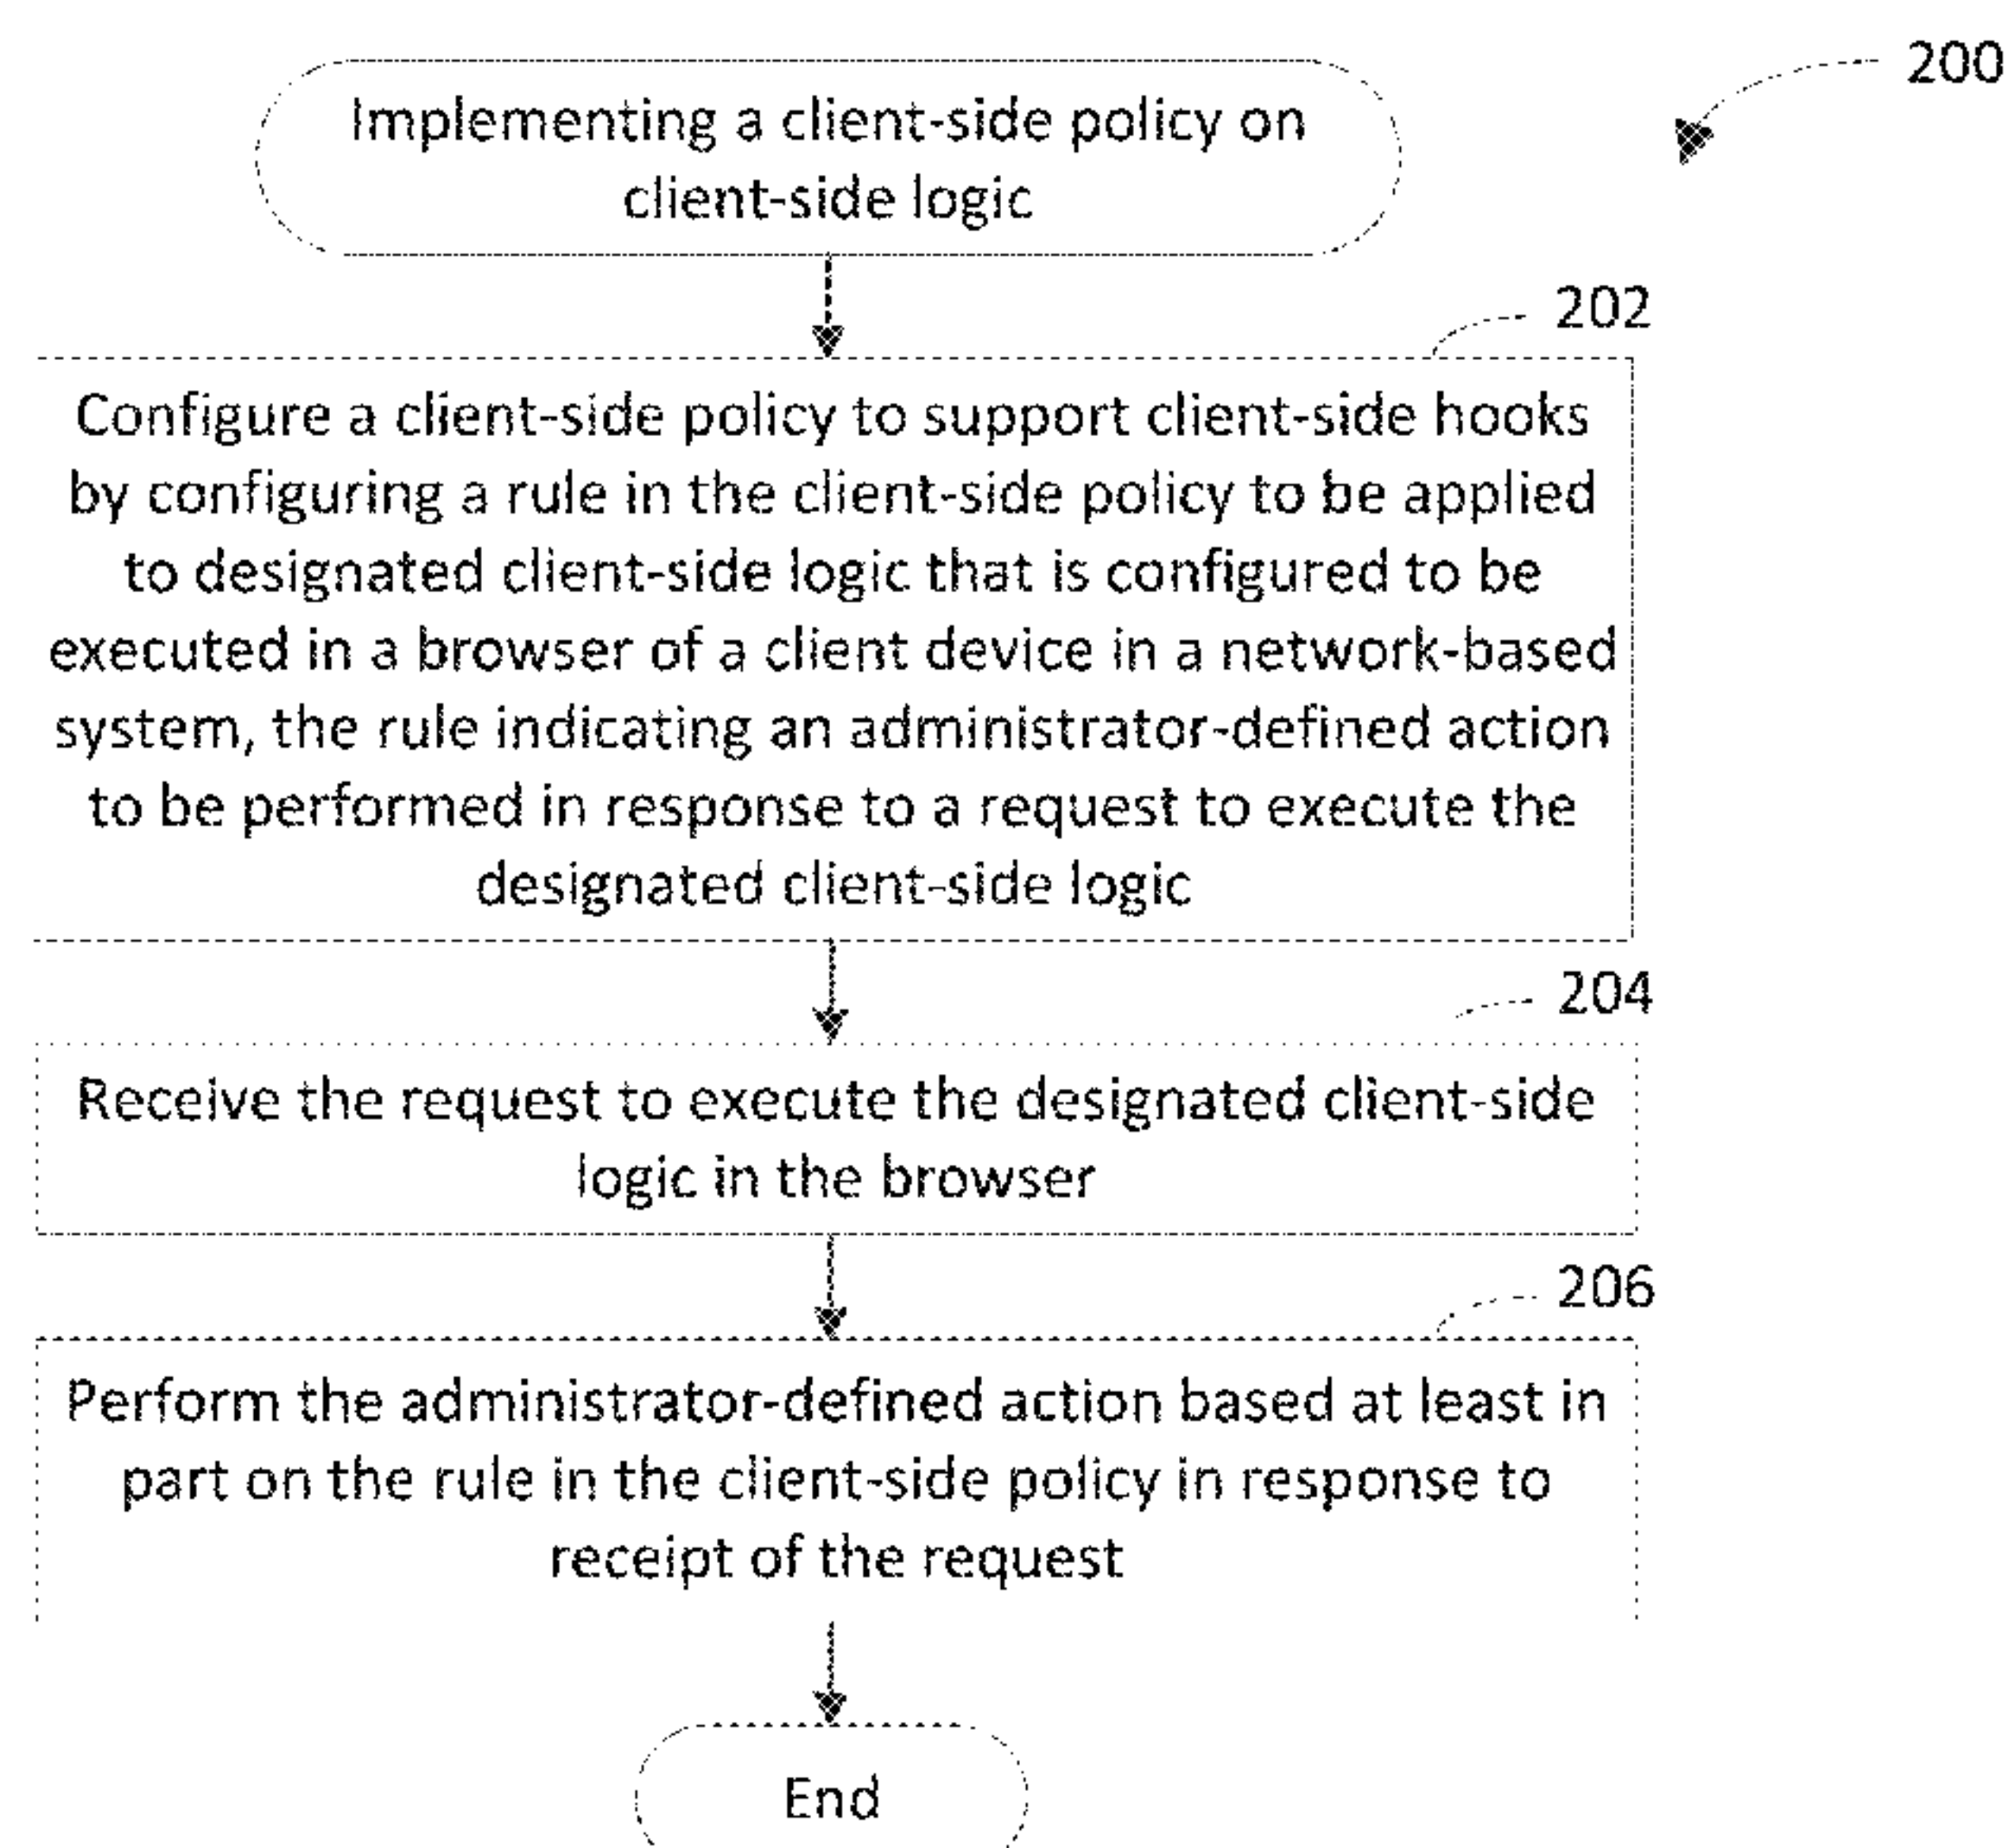 200
Implementing a client-side policy on
client-side logic
202
Configure a client-side policy to support client-side hooks
by configuring a rule in the client-side policy to be applied
to designated client-side logic that is configured to be
executed in a browser of a client device in a network-based
system, the rule indicating an administrator-defined action
to be performed in response to a request to execute the
designated client-side logic
204
Receive the request to execute the designated client-side
logic in the browser
206
Perform the administrator-defined action based at least in
part on the rule in the client-side policy in response to
receipt of the request
End